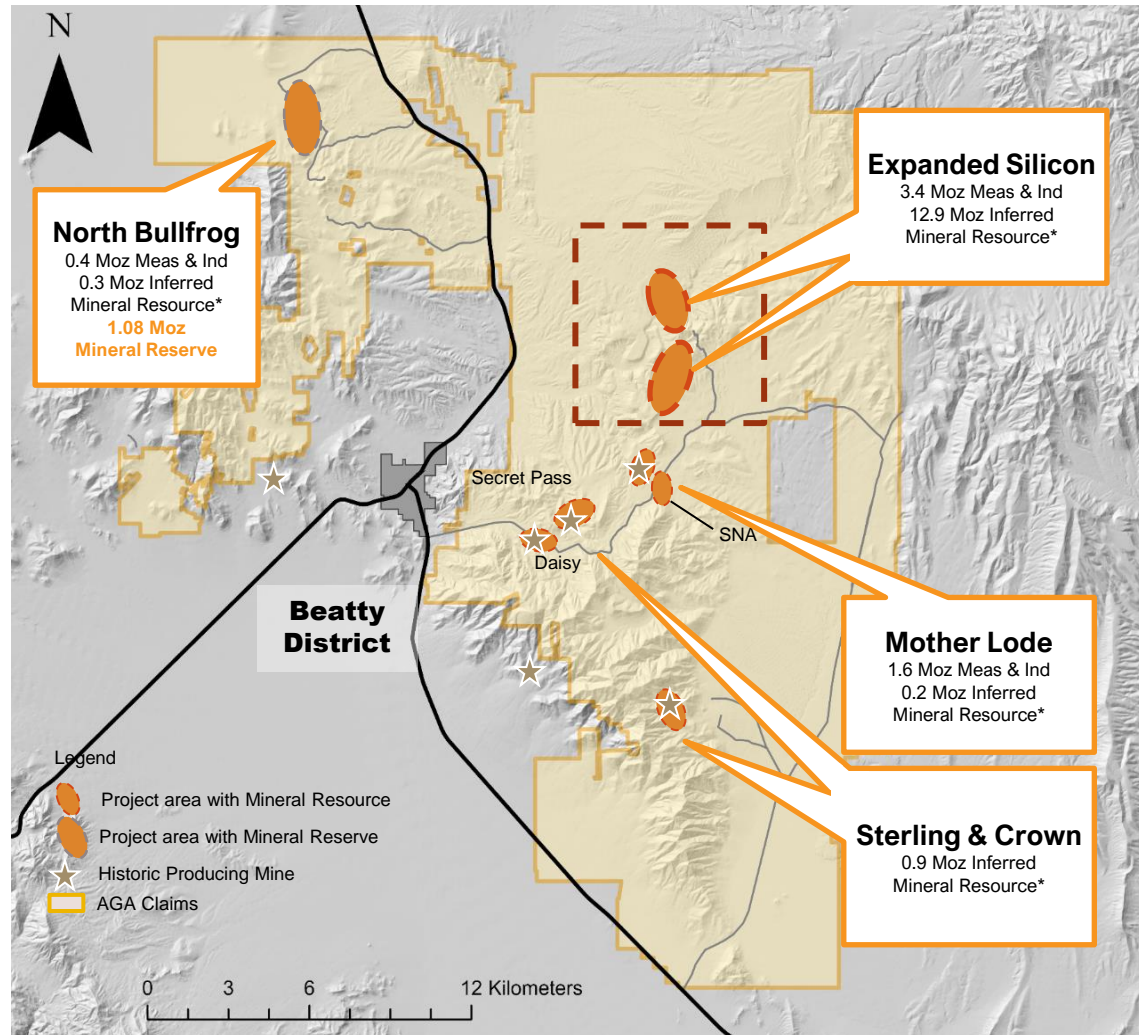 N
Expanded Silicon
3.4 Moz Meas & Ind
12.9 Moz Inferred
Mineral Resource*
North Bullfrog
0.4 Moz Meas & Ind
0.3 Moz Inferred
Mineral Resource*
1.08 Moz
Mineral Reserve
Secret Pass
SNA
Daisy
Beatty
District
Mother Lode
1.6 Moz Meas & Ind
0.2 Moz Inferred
Mineral Resource*
Sterling & Crown
0.9 Moz Inferred
Mineral Resource*
Legend
Project area with Mineral Resource
Project area with Mineral Reserve
Historic Producing Mine
AGA Claims
0 3 6 12 Kilometers